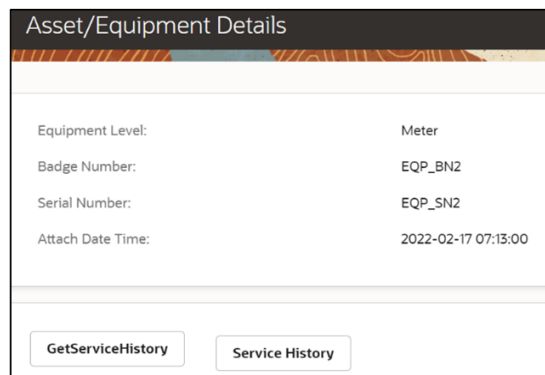 Asset/Equipment Details
Equipment Level: Meter
Badge Number: EQP_BN2
Serial Number: EQP_SN2
Attach Date Time: 2022-02-17 07:13:00
GetServiceHistory Service History